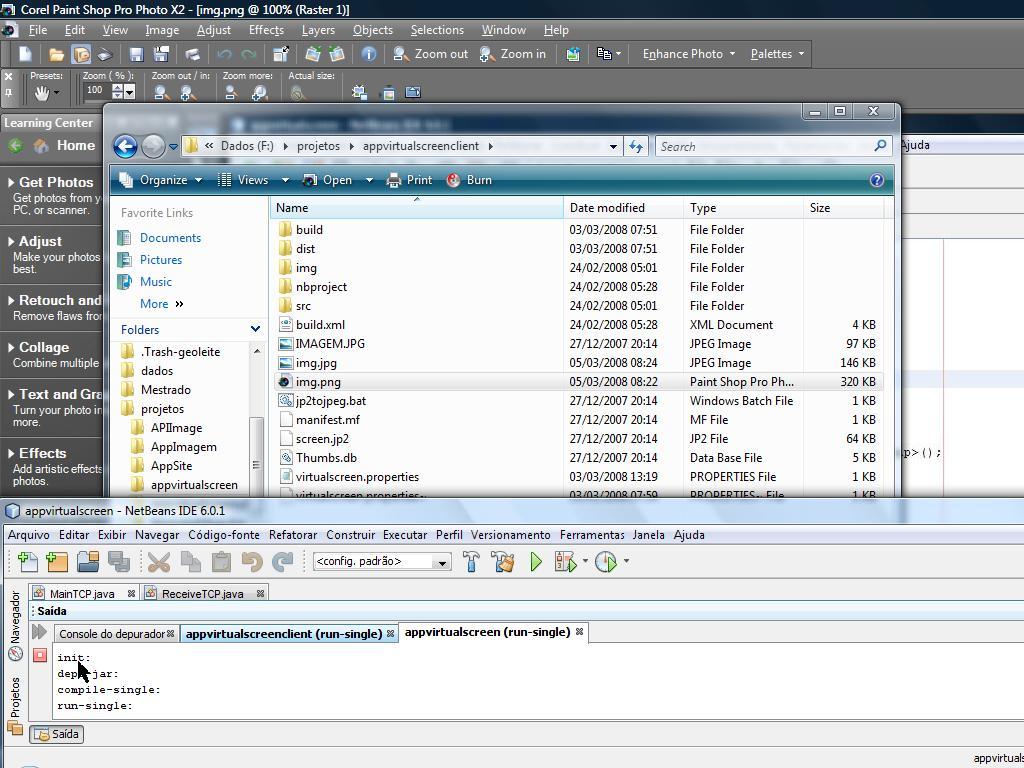 Corel Paint Shop Pro Photo X2 - [img.png @ 100% (Raster 1)]
File Edit View Image Adjust Effects Layers Objects Selections Window Help
Zoom out Zoom in Enhance Photo Palettes
Presets: Zoom ( % ): Zoom out / in: Zoom more: Actual size:
100
Learning Center
Home
Get Photos
Get photos from
PC, or scanner.
Adjust
Make your photos
best.
Retouch and
Remove flaws
Collage
Combine multiple
Text and
Turn your photo
more.
Effects
Add artistic effects
photos.
appvirtualscreen - NetBeans IDE 6.0.1
« Dados (F:) projetos appvirtualscreenclient Search
Ajuda
Organize Views Open Print Burn
Favorite Links
Documents
Pictures
Music
More »
Folders
.Trash-geoleite
dados
Mestrado
projetos
APIImage
AppImagem
AppSite
appvirtualscreen
Name Date modified Type Size
build 03/03/2008 07:51 File Folder
dist 03/03/2008 07:51 File Folder
img 24/02/2008 05:01 File Folder
nbproject 24/02/2008 05:28 File Folder
src 24/02/2008 05:01 File Folder
build.xml 24/02/2008 05:28 XML Document 4 KB
IMAGEM.JPG 27/12/2007 20:14 JPEG Image 97 KB
img.jpg 05/03/2008 08:24 JPEG Image 146 KB
img.png 05/03/2008 08:22 Paint Shop Pro Ph... 320 KB
jp2tojpeg.bat 27/12/2007 20:14 Windows Batch File 1 KB
manifest.mf 27/12/2007 20:14 MF File 1 KB
screen.jp2 27/12/2007 20:14 JP2 File 64 KB
Thumbs.db 27/12/2007 20:14 Data Base File 5 KB
virtualscreen.properties 03/03/2008 13:19 PROPERTIES File 1 KB
virtualscreen.properties~ 03/03/2008 07:59 PROPERTIES~ File 1 KB
p>();
appvirtualscreen - NetBeans IDE 6.0.1
Arquivo Editar Exibir Navegar Código-fonte Refatorar Construir Executar Perfil Versionamento Ferramentas Janela Ajuda
<config. padrão>
MainTCP.java ReceiveTCP.java
Saída
Console do depurador appvirtualscreenclient (run-single) appvirtualscreen (run-single)
init:
deps-jar:
compile-single:
run-single:
Navegador
Projetos
Saída
appvirtuals